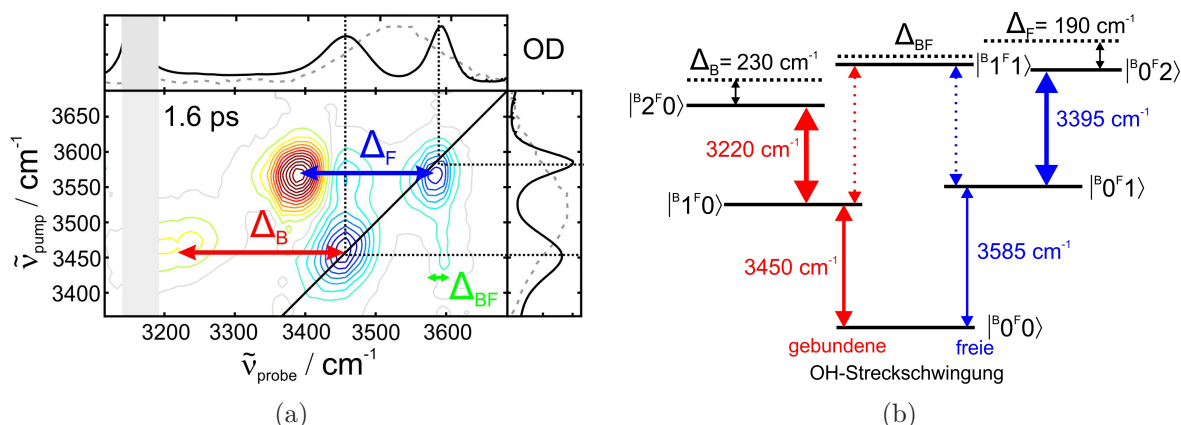 OD
1.6 ps
3650
3600
3550
3500
3450
3400
ν̃pump / cm-1
ΔF
ΔB
ΔBF
3200 3300 3400 3500 3600
ν̃probe / cm-1
(a)
ΔB= 230 cm-1
ΔBF
ΔF= 190 cm-1
|B2F0⟩
|B1F1⟩
|B0F2⟩
3220 cm-1
3395 cm-1
|B1F0⟩
|B0F1⟩
3450 cm-1
3585 cm-1
|B0F0⟩
gebundene freie
OH-Streckschwingung
(b)